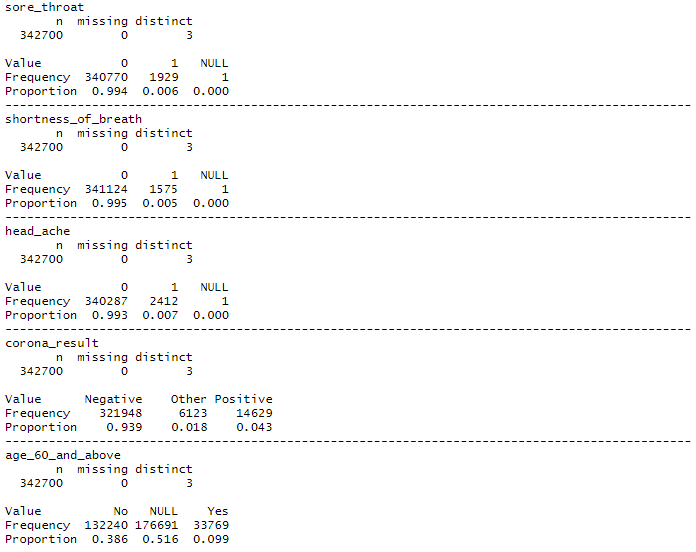 sore_throat
       n  missing distinct
  342700        0        3

Value           0      1   NULL
Frequency  340770   1929      1
Proportion  0.994  0.006  0.000
--------------------------------------------------------------------------------------------
shortness_of_breath
       n  missing distinct
  342700        0        3

Value           0      1   NULL
Frequency  341124   1575      1
Proportion  0.995  0.005  0.000
--------------------------------------------------------------------------------------------
head_ache
       n  missing distinct
  342700        0        3

Value           0      1   NULL
Frequency  340287   2412      1
Proportion  0.993  0.007  0.000
--------------------------------------------------------------------------------------------
corona_result
       n  missing distinct
  342700        0        3

Value      Negative    Other Positive
Frequency    321948     6123    14629
Proportion    0.939    0.018    0.043
--------------------------------------------------------------------------------------------
age_60_and_above
       n  missing distinct
  342700        0        3

Value          No   NULL    Yes
Frequency  132240 176691  33769
Proportion  0.386  0.516  0.099